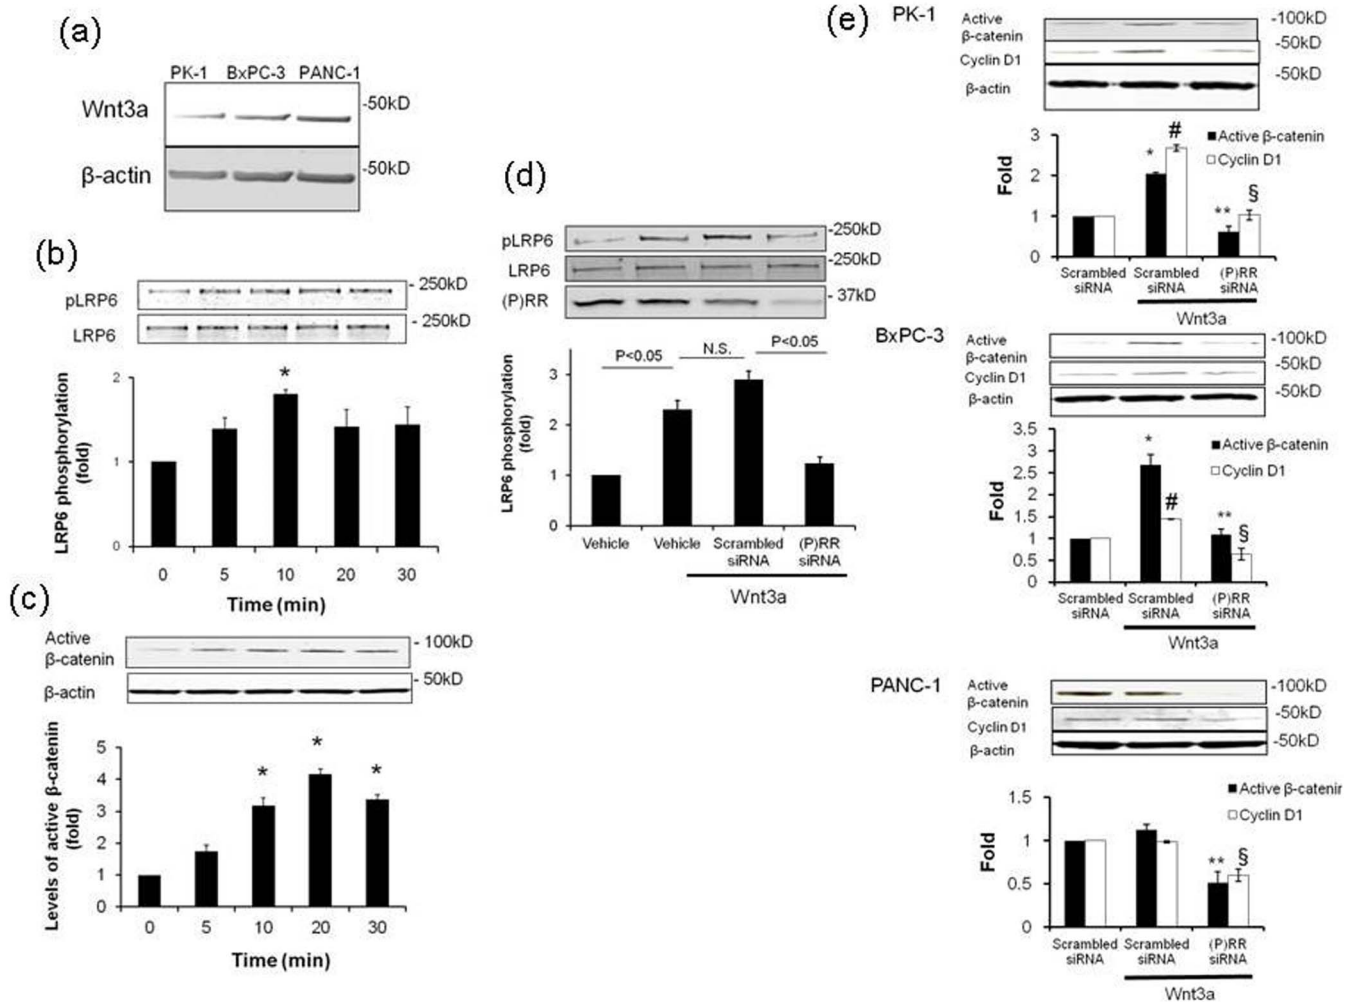 (a)
PK-1 BxPC-3 PANC-1
Wnt3a
-50kD
β-actin
-50kD
(b)
pLRP6
- 250kD
LRP6
- 250kD
LRP6 phosphorylation
(fold)
2
1
0
*
0 5 10 20 30
Time (min)
(c)
Active
β-catenin
- 100kD
β-actin
- 50kD
Levels of active β-catenin
(fold)
5
4
3
2
1
0
* * *
0 5 10 20 30
Time (min)
(d)
pLRP6
-250kD
LRP6
-250kD
(P)RR
- 37kD
LRP6 phosphorylation
(fold)
3
2
1
0
P<0.05 N.S. P<0.05
Vehicle Vehicle Scrambled (P)RR
siRNA siRNA
Wnt3a
(e)
PK-1
Active
β-catenin
-100kD
Cyclin D1
-50kD
β-actin
-50kD
Fold
3
2
1
0
Active β-catenin
Cyclin D1
* # ** §
Scrambled Scrambled (P)RR
siRNA siRNA siRNA
Wnt3a
BxPC-3
Active
β-catenin
-100kD
Cyclin D1
-50kD
β-actin
-50kD
Fold
3.5
3
2.5
2
1.5
1
0.5
0
Active β-catenin
Cyclin D1
* # ** §
Scrambled Scrambled (P)RR
siRNA siRNA siRNA
Wnt3a
PANC-1
Active
β-catenin
-100kD
Cyclin D1
-50kD
β-actin
-50kD
Fold
1.5
1
0.5
0
Active β-catenir
Cyclin D1
** §
Scrambled Scrambled (P)RR
siRNA siRNA siRNA
Wnt3a